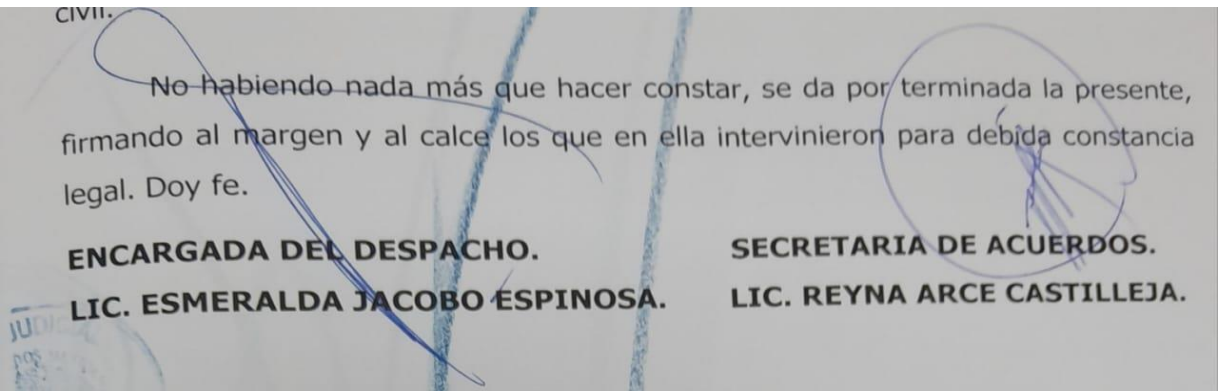 civil.
No habiendo nada más que hacer constar, se da por terminada la presente,
firmando al margen y al calce los que en ella intervinieron para debida constancia
legal. Doy fe.
ENCARGADA DEL DESPACHO.
SECRETARIA DE ACUERDOS.
LIC. ESMERALDA JACOBO ESPINOSA.
LIC. REYNA ARCE CASTILLEJA.